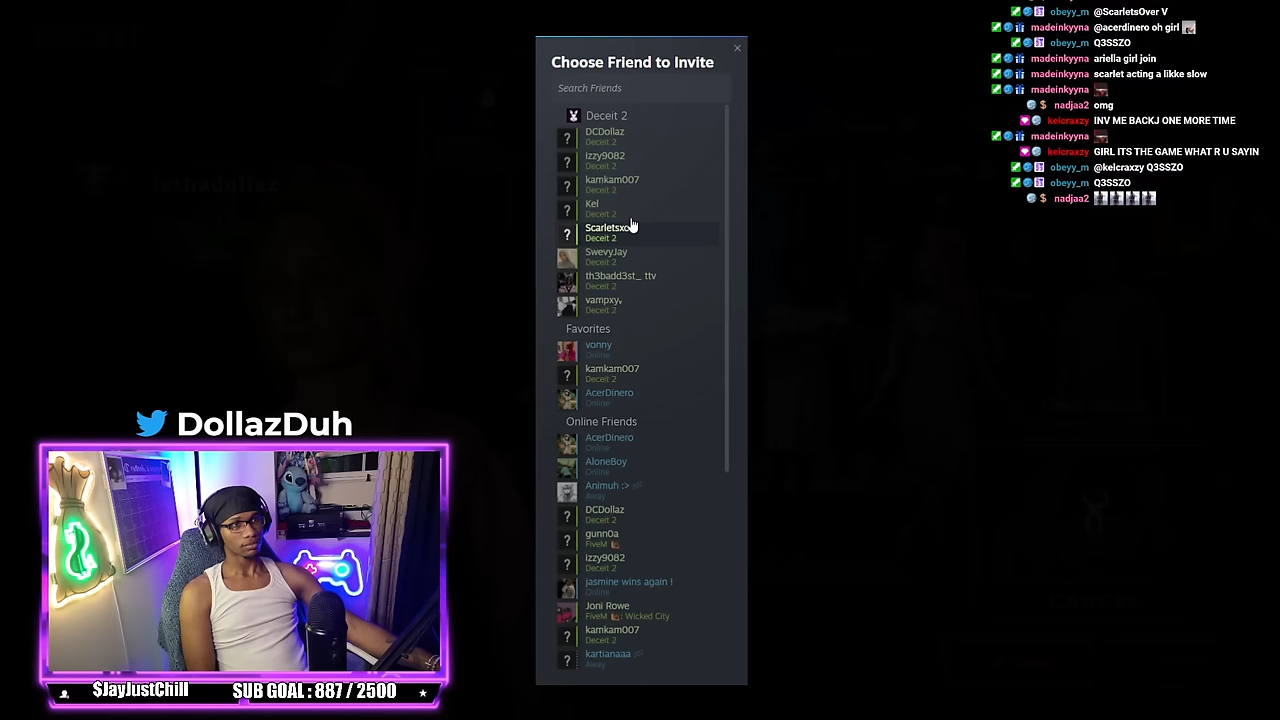 Choose Friend to Invite
Search Friends
Deceit 2
DCDollaz
Deceit 2
izzy9082
Deceit 2
kamkam007
Deceit 2
Kel
Deceit 2
Deceit 2
SwevyJay
Deceit 2
th3badd3st_ ttv
Deceit 2
vampxy,
Deceit 2
Favorites
vonny
Online
kamkam007
Deceit 2
AcerDinero
Online
Online Friends
AcerDinero
Online
AloneBoy
Online
Animuh :>
Away
DCDollaz
Deceit 2
gunn0a
FiveM
izzy9082
Deceit 2
jasmine wins again !
Online
Joni Rowe
FiveM : Wicked City
kamkam007
Deceit 2
kartianaaa
Away
obeyy_m @ScarletsOver V
madeinkyyna @acerdinero oh girl
obeyy_m Q3SSZO
madeinkyyna ariella girl join
madeinkyyna scarlet acting a likke slow
madeinkyyna
nadjaa2 omg
kelcraxzy INV ME BACKJ ONE MORE TIME
madeinkyyna
kelcraxzy GIRL ITS THE GAME WHAT R U SAYIN
obeyy_m @kelcraxzy Q3SSZO
obeyy_m Q3SSZO
nadjaa2
DollazDuh
$JayJustChill
SUB GOAL : 887 / 2500